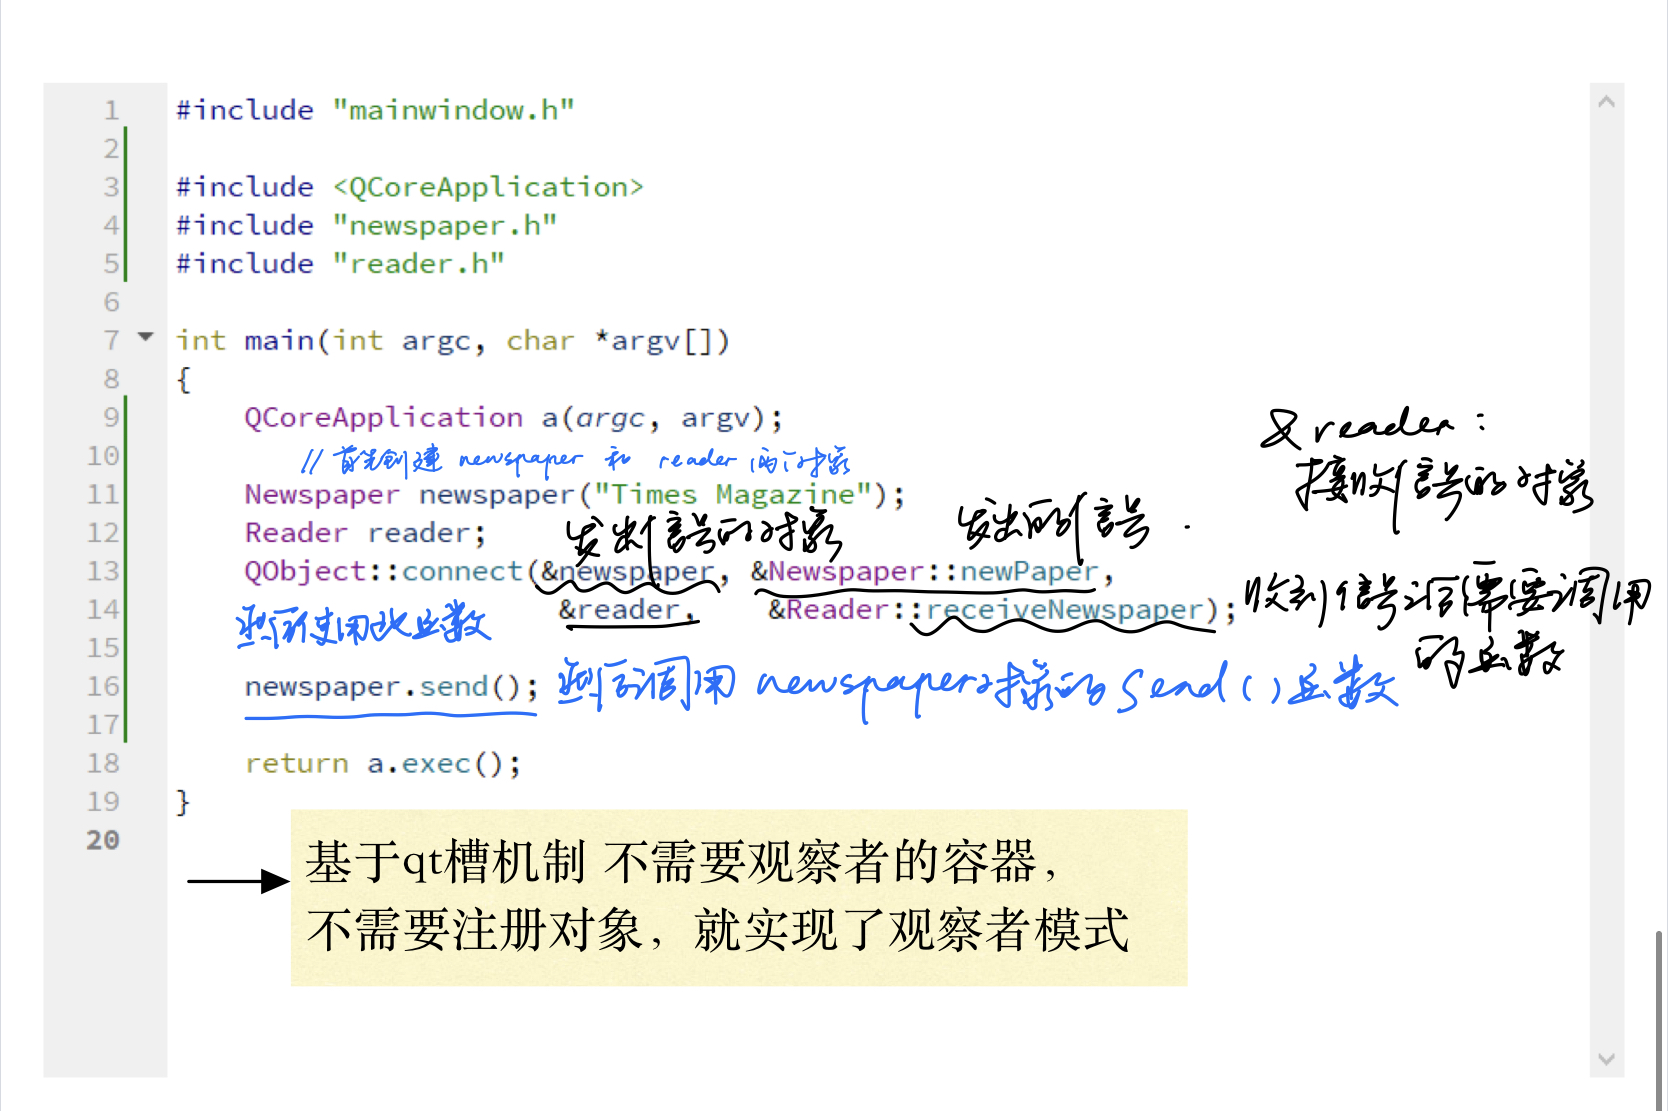 1 #include "mainwindow.h"
2
3 #include <QCoreApplication>
4 #include "newspaper.h"
5 #include "reader.h"
6
7 int main(int argc, char *argv[])
8 {
9 QCoreApplication a(argc, argv);
10 // 首先创建 newspaper 和 reader 两个对象
11 Newspaper newspaper("Times Magazine");
12 Reader reader;
发出信号的对象
发出的信号
&reader:
接收信号的对象
13 QObject::connect(&newspaper, &Newspaper::newPaper,
14 &reader, &Reader::receiveNewspaper);
收到信号后需要调用
的函数
然后使用此函数
15
16 newspaper.send();
然后调用 newspaper对象的 Send()函数
17
18 return a.exec();
19 }
20
基于qt槽机制 不需要观察者的容器,
不需要注册对象, 就实现了观察者模式